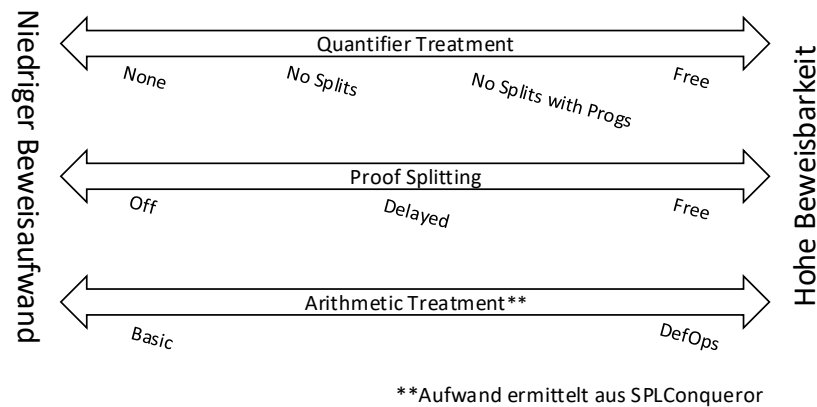 Niedriger Beweisaufwand
Quantifier Treatment
None
No Splits
No Splits with Progs
Free
Proof Splitting
Off
Delayed
Free
Arithmetic Treatment**
Basic
DefOps
Hohe Beweisbarkeit
**Aufwand ermittelt aus SPLConqueror